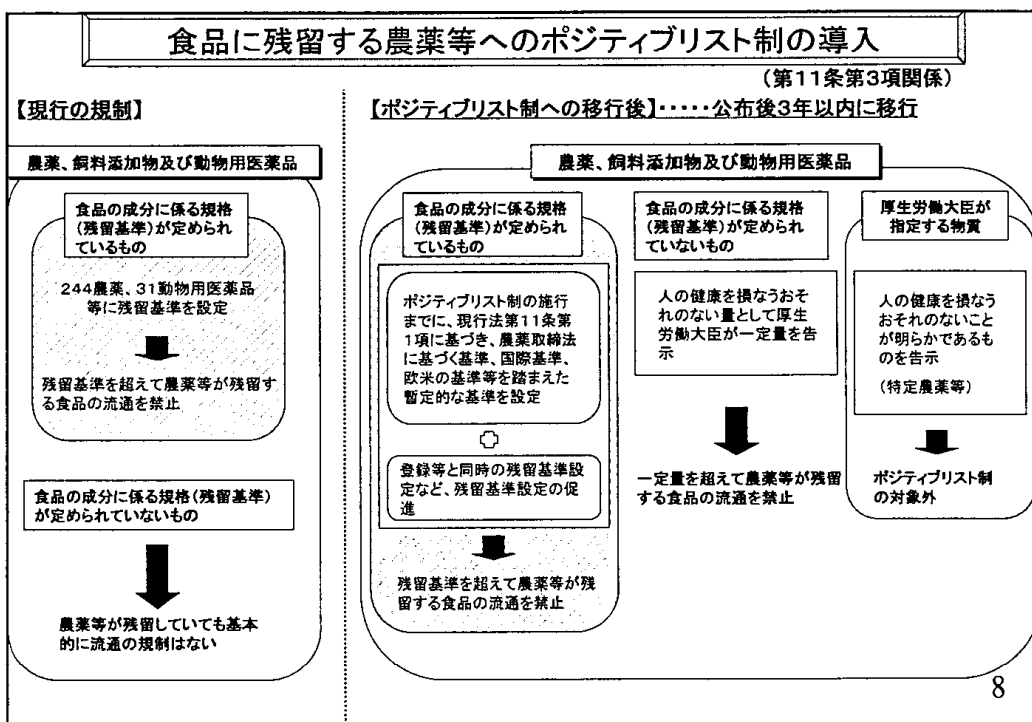 食品に残留する農薬等へのポジティブリスト制の導入
(第11条第3項関係)
【現行の規制】
農薬、飼料添加物及び動物用医薬品
食品の成分に係る規格
(残留基準)が定められ
ているもの
244農薬、31動物用医薬品
等に残留基準を設定
残留基準を超えて農薬等が残留す
る食品の流通を禁止
食品の成分に係る規格(残留基準)
が定められていないもの
農薬等が残留していても基本
的に流通の規制はない
【ポジティブリスト制への移行後】・・・・・公布後3年以内に移行
農薬、飼料添加物及び動物用医薬品
食品の成分に係る規格
(残留基準)が定められ
ているもの
ポジティブリスト制の施行
までに、現行法第11条第
1項に基づき、農薬取締法
に基づく基準、国際基準、
欧米の基準等を踏まえた
暫定的な基準を設定
登録等と同時の残留基準設
定など、残留基準設定の促
進
残留基準を超えて農薬等が残
留する食品の流通を禁止
食品の成分に係る規格
(残留基準)が定められ
ていないもの
人の健康を損なうおそ
れのない量として厚生
労働大臣が一定量を告
示
一定量を超えて農薬等が残留
する食品の流通を禁止
厚生労働大臣が
指定する物質
人の健康を損なう
おそれのないこと
が明らかであるも
のを告示
(特定農薬等)
ポジティブリスト制
の対象外
8